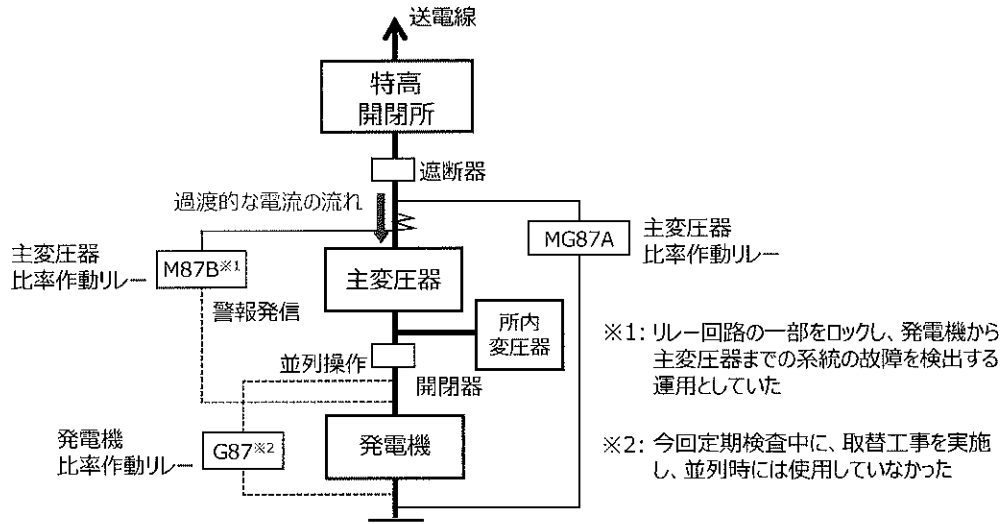 送電線
特高
開閉所
遮断器
過渡的な電流の流れ
主変圧器
比率作動リレー
M87B※1
MG87A
主変圧器
比率作動リレー
主変圧器
警報発信
所内
変圧器
並列操作
開閉器
発電機
比率作動リレー
G87※2
発電機
※1: リレー回路の一部をロックし、発電機から
主変圧器までの系統の故障を検出する
運用としていた
※2: 今回定期検査中に、取替工事を実施
し、並列時には使用していなかった